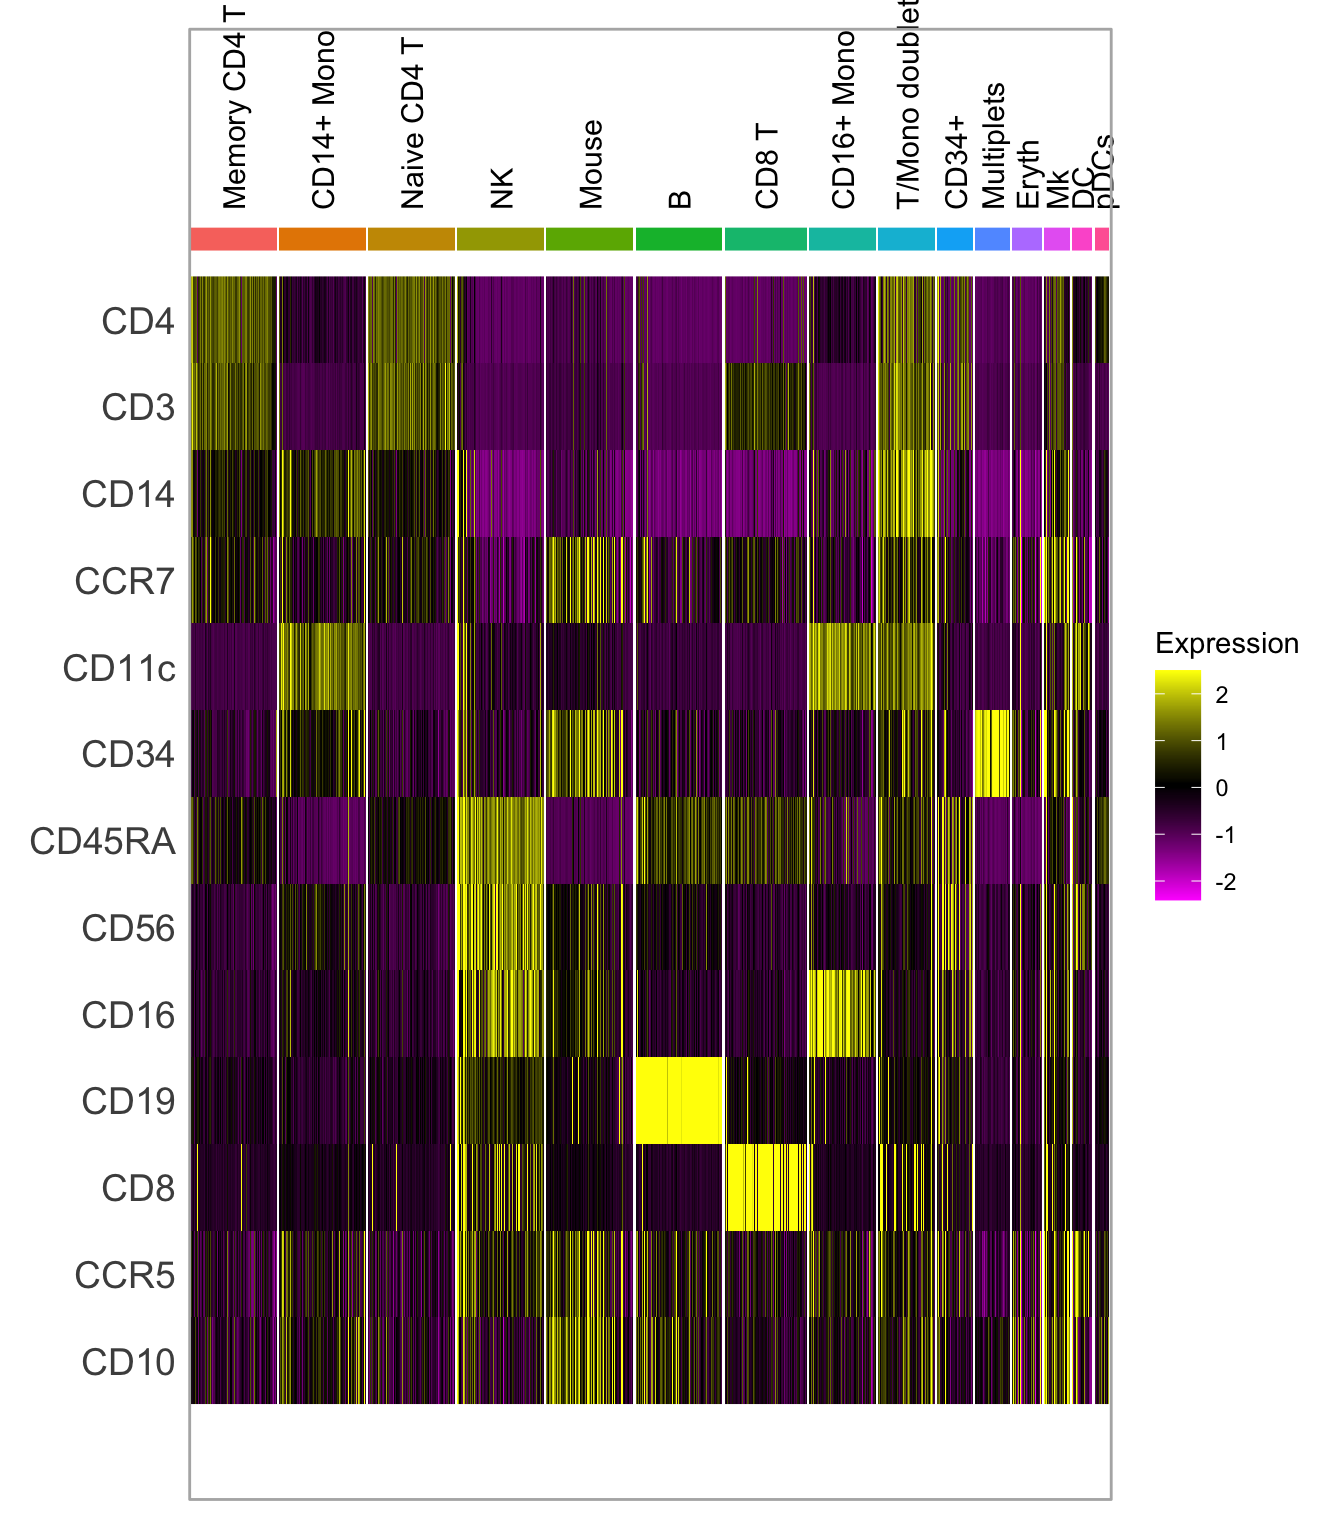 Memory CD4 T
CD14+ Mono
Naive CD4 T
NK
Mouse
B
CD8 T
CD16+ Mono
T/Mono doublet
CD34+
Multiplets
Eryth
Mk
DC
pDCs
CD4
CD3
CD14
CCR7
CD11c
CD34
CD45RA
CD56
CD16
CD19
CD8
CCR5
CD10
Expression
2
1
0
-1
-2